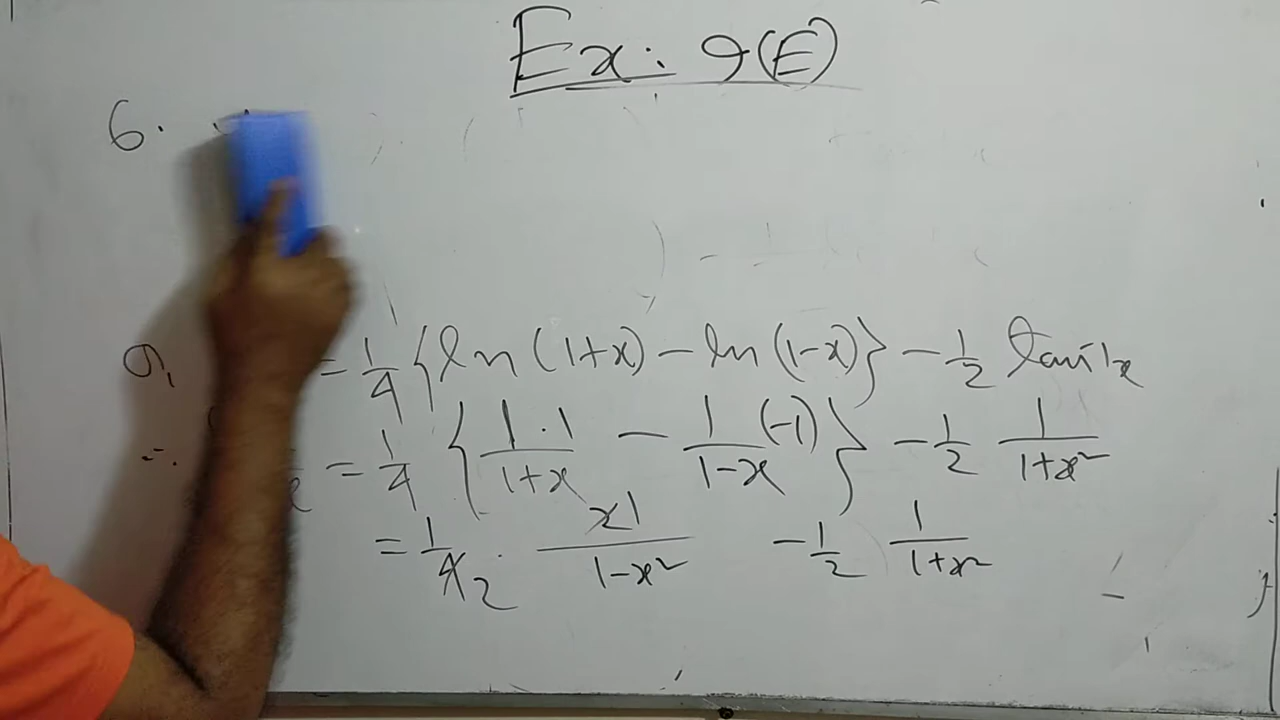 Ex: 9(E)
6.
= 1/4 {ln (1+x) - ln (1-x)} - 1/2 tan⁻¹x
∴ = 1/4 {1·1/1+x - 1/1-x (-1)} - 1/2 1/1+x²
= 1/4 2 · 21/1-x² - 1/2 1/1+x²